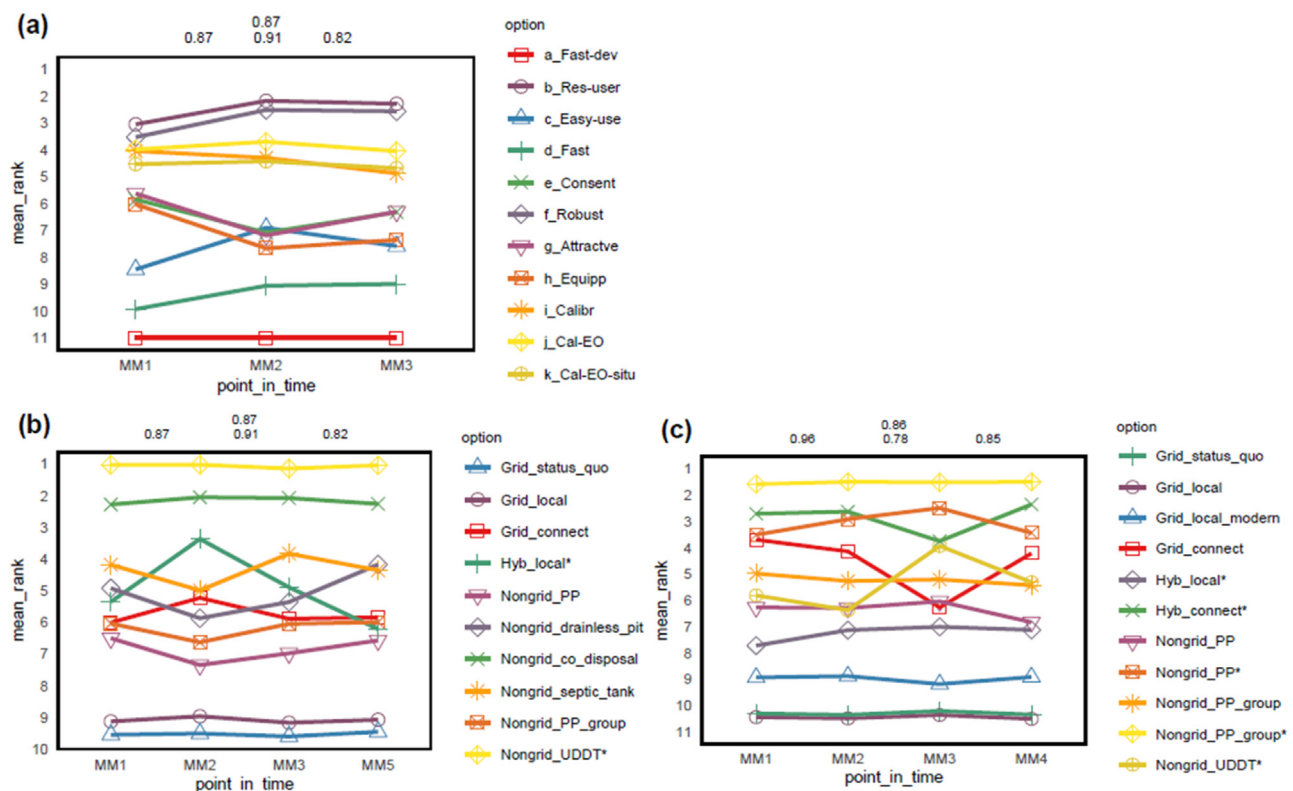 (a)
0.87
0.87 0.91 0.82
mean_rank
1
2
3
4
5
6
7
8
9
10
11
MM1 MM2 MM3
point_in_time
option
a_Fast-dev
b_Res-user
c_Easy-use
d_Fast
e_Consent
f_Robust
g_Attractve
h_Equipp
i_Calibr
j_Cal-EO
k_Cal-EO-situ
(b)
0.87
0.87 0.91 0.82
mean_rank
1
2
3
4
5
6
7
8
9
10
MM1 MM2 MM3 MM5
point_in_time
option
Grid_status_quo
Grid_local
Grid_connect
Hyb_local*
Nongrid_PP
Nongrid_drainless_pit
Nongrid_co_disposal
Nongrid_septic_tank
Nongrid_PP_group
Nongrid_UDDT*
(c)
0.86
0.96 0.78 0.85
mean_rank
1
2
3
4
5
6
7
8
9
10
11
MM1 MM2 MM3 MM4
point_in_time
option
Grid_status_quo
Grid_local
Grid_local_modern
Grid_connect
Hyb_local*
Hyb_connect*
Nongrid_PP
Nongrid_PP*
Nongrid_PP_group
Nongrid_PP_group*
Nongrid_UDDT*